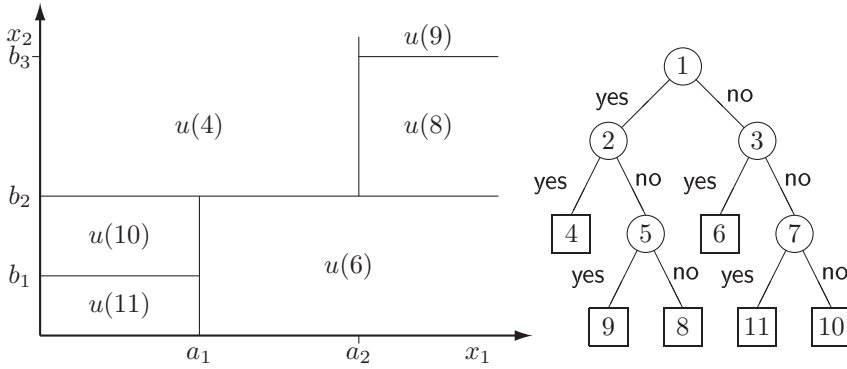 x₂
u(9)
b₃
u(4)
u(8)
b₂
u(10)
u(6)
b₁
u(11)
a₁
a₂
x₁
1
yes
no
2
3
yes
no
yes
no
4
5
6
7
yes
no
yes
no
9
8
11
10